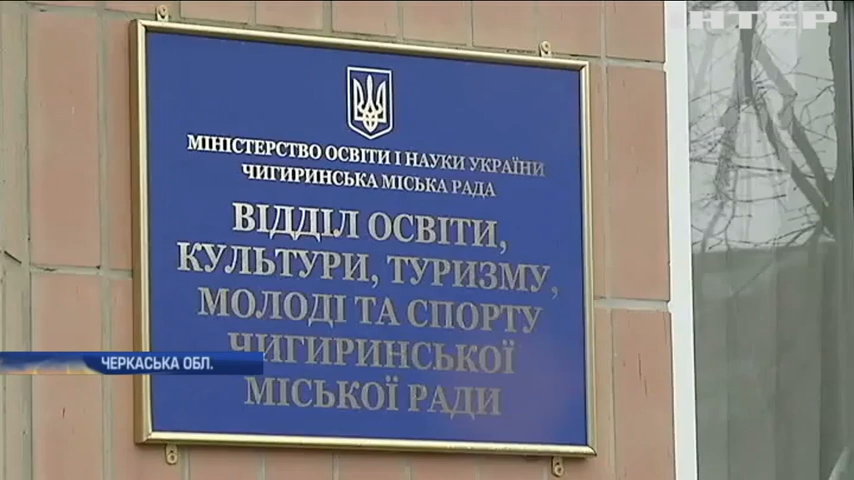 ІНТЕР
МІНІСТЕРСТВО ОСВІТИ І НАУКИ УКРАЇНИ
ЧИГИРИНСЬКА МІСЬКА РАДА
ВІДДІЛ ОСВІТИ,
КУЛЬТУРИ, ТУРИЗМУ,
МОЛОДІ ТА СПОРТУ
ЧИГИРИНСЬКОЇ
МІСЬКОЇ РАДИ
ЧЕРКАСЬКА ОБЛ.